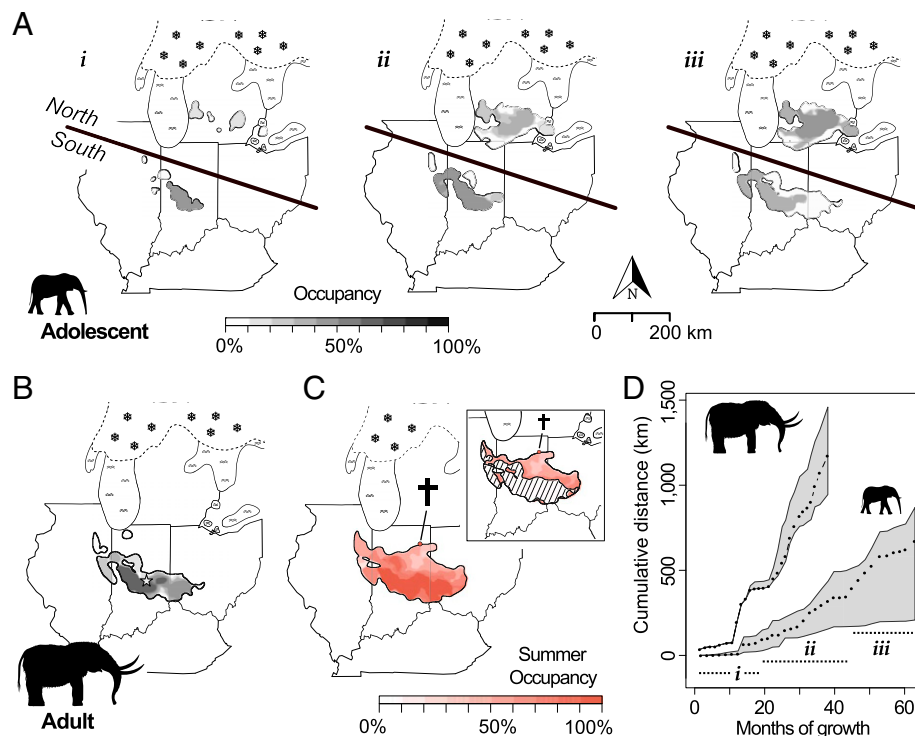 A
i
ii
iii
North
South
Adolescent
Occupancy
0%
50%
100%
N
0
200 km
B
Adult
C
Summer
Occupancy
0%
50%
100%
D
Cumulative distance (km)
1,500
1,000
500
0
i
ii
iii
0
20
40
60
Months of growth